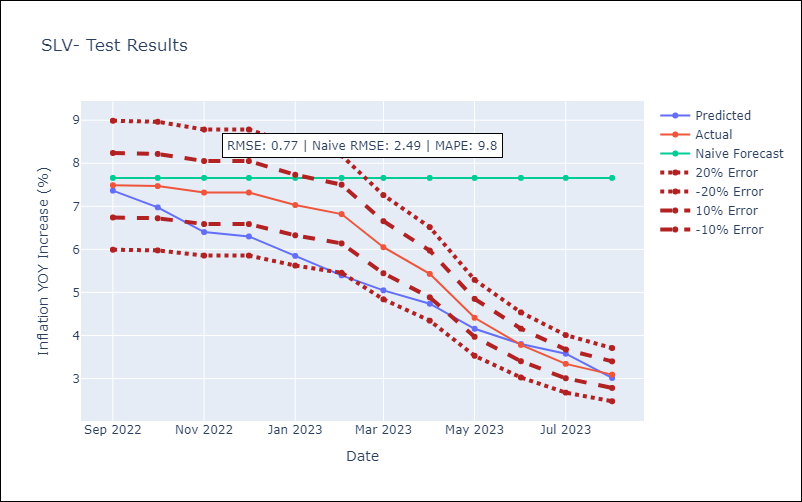 SLV- Test Results
RMSE: 0.77 | Naive RMSE: 2.49 | MAPE: 9.8
Predicted
Actual
Naive Forecast
20% Error
-20% Error
10% Error
-10% Error
Inflation YOY Increase (%)
9
8
7
6
5
4
3
Sep 2022 Nov 2022 Jan 2023 Mar 2023 May 2023 Jul 2023
Date